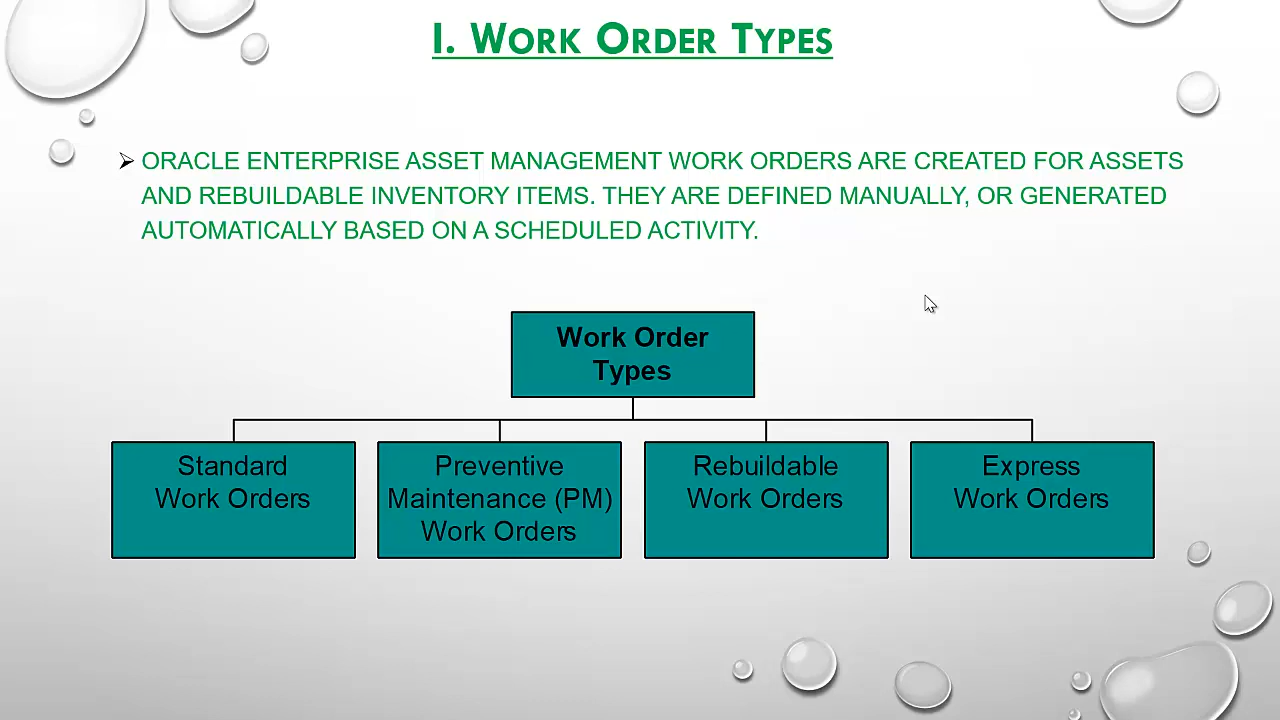 I. Work Order Types
ORACLE ENTERPRISE ASSET MANAGEMENT WORK ORDERS ARE CREATED FOR ASSETS
AND REBUILDABLE INVENTORY ITEMS. THEY ARE DEFINED MANUALLY, OR GENERATED
AUTOMATICALLY BASED ON A SCHEDULED ACTIVITY.
Work Order
Types
Standard
Work Orders
Preventive
Maintenance (PM)
Work Orders
Rebuildable
Work Orders
Express
Work Orders